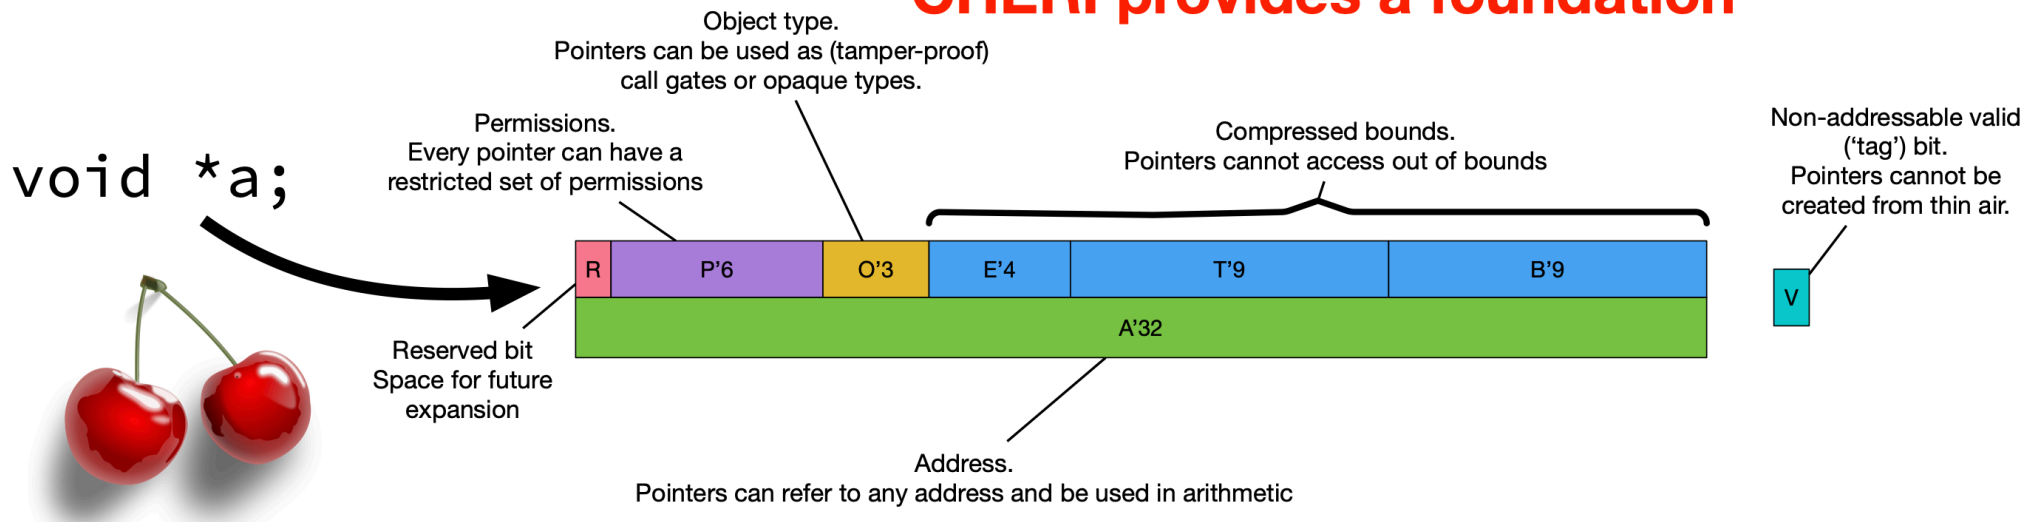 CHERI provides a foundation
Object type.
Pointers can be used as (tamper-proof)
call gates or opaque types.
Permissions.
Every pointer can have a
restricted set of permissions
Compressed bounds.
Pointers cannot access out of bounds
Non-addressable valid
(‘tag’) bit.
Pointers cannot be
created from thin air.
void *a;
R
P’6
O’3
E’4
T’9
B’9
V
A’32
Reserved bit
Space for future
expansion
Address.
Pointers can refer to any address and be used in arithmetic